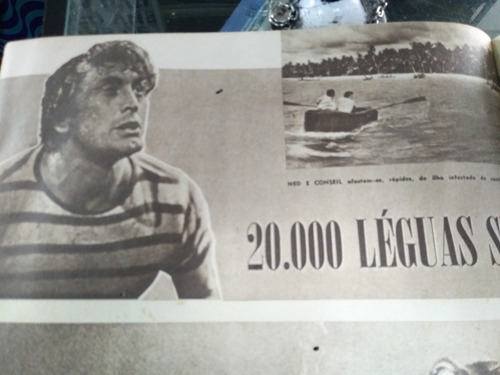 NED E CONSEIL afastam-se, rápidos, da ilha infestada de
20.000 LÉGUAS S